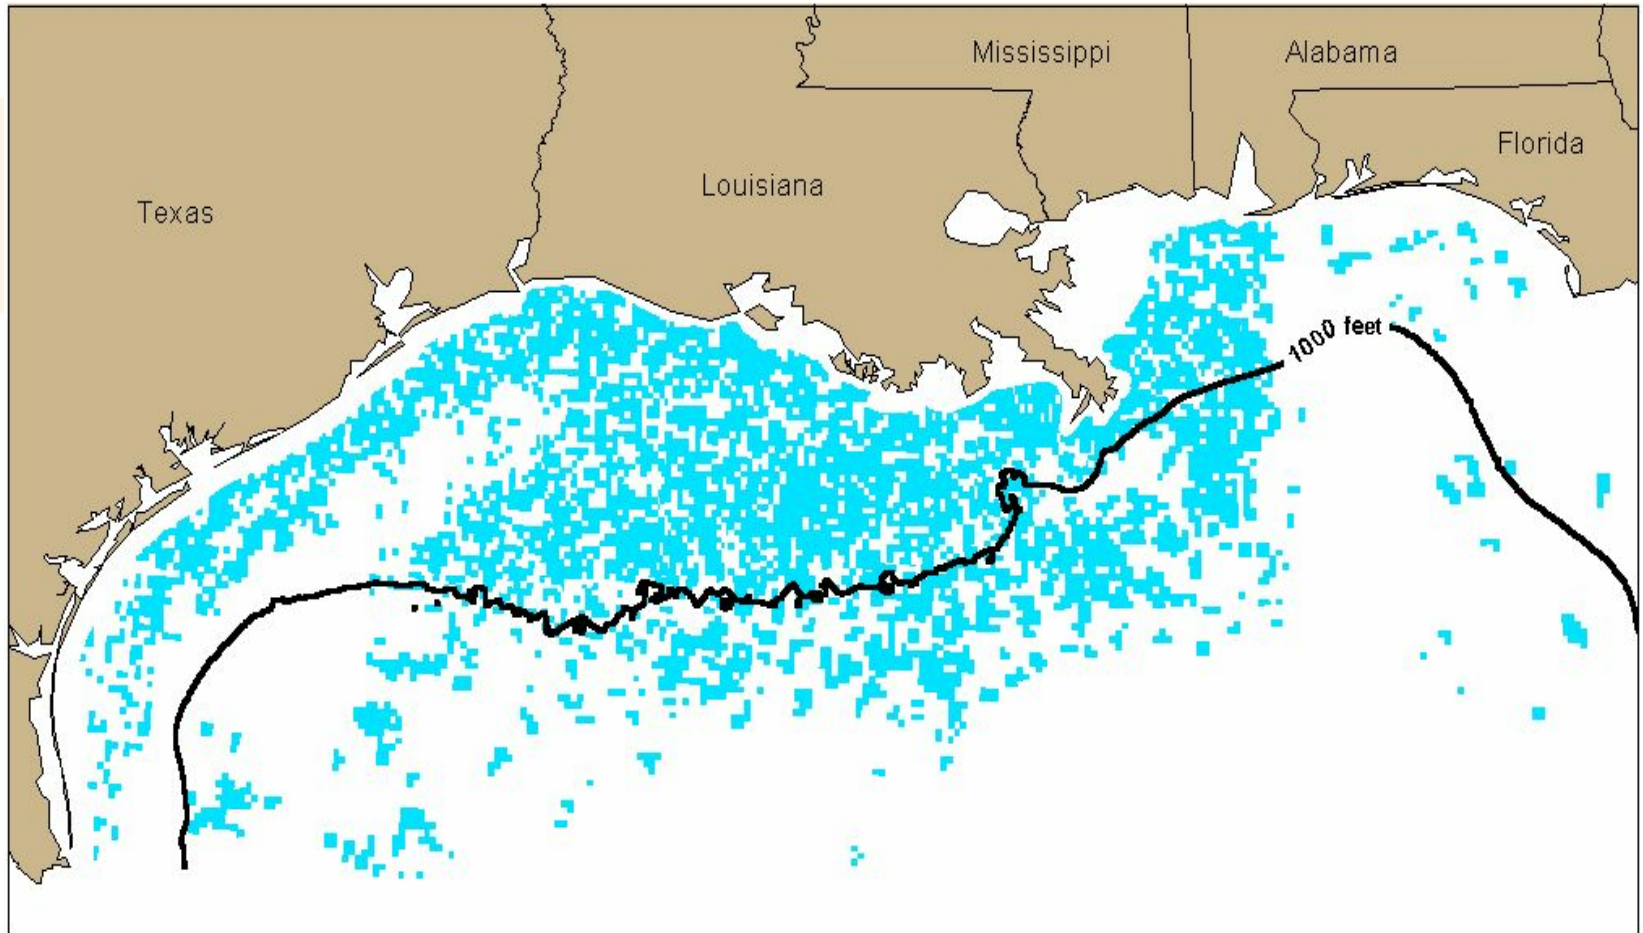 Mississippi
Alabama
Florida
Louisiana
Texas
1000 feet